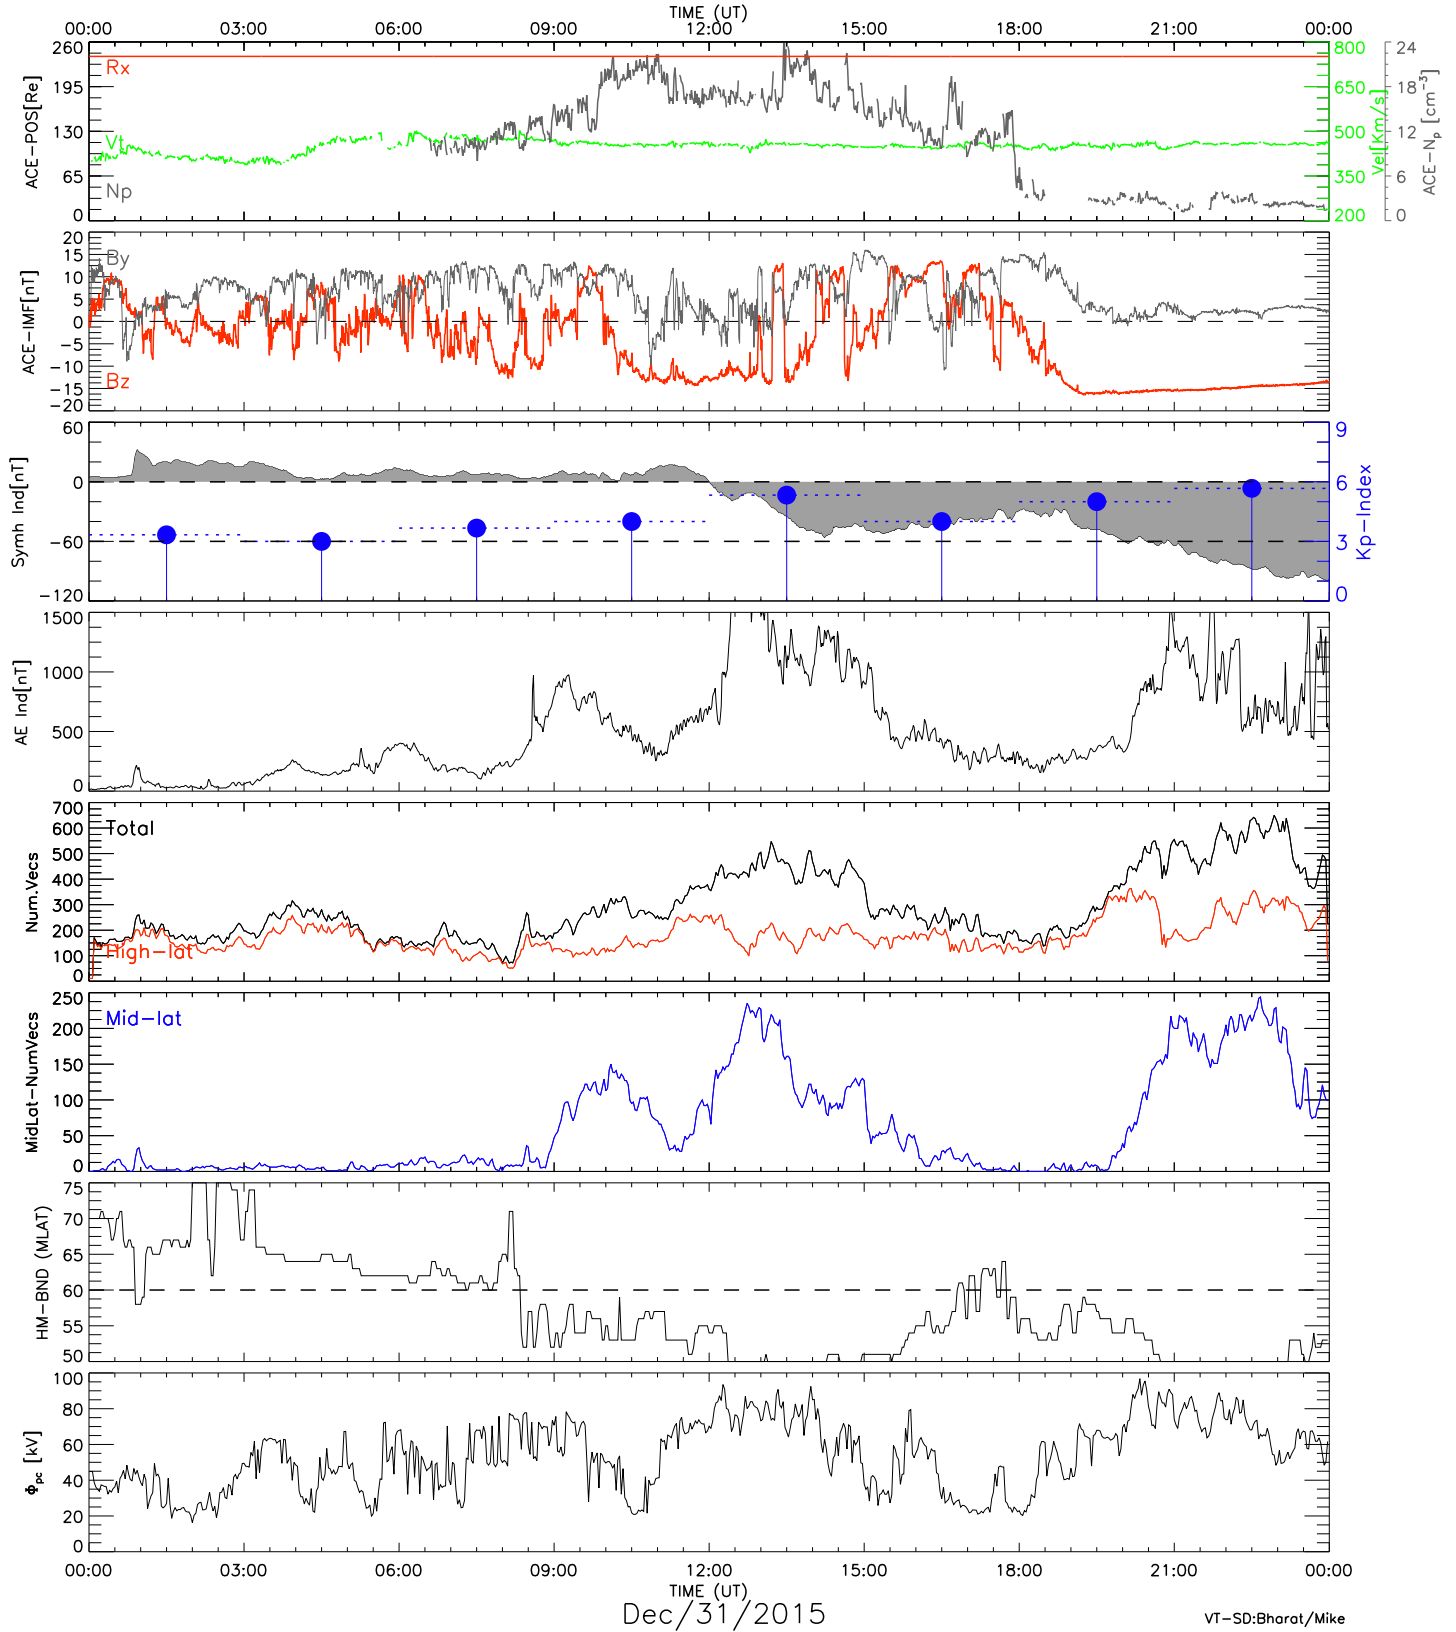 TIME (UT)
00:00 03:00 06:00 09:00 12:00 15:00 18:00 21:00 00:00
ACE-POS[Re]
260
195
130
65
0
Rx
Vt
Np
800
650
500
350
200
Vel[Km/s]
24
18
12
6
0
ACE-Np [cm⁻³]
ACE-IMF[nT]
20
15
10
5
0
-5
-10
-15
-20
By
Bz
Symh Ind[nT]
60
0
-60
-120
9
6
3
0
Kp-Index
AE Ind[nT]
1500
1000
500
0
Num.Vecs
700
600
500
400
300
200
100
0
Total
High-lat
MidLat-NumVecs
250
200
150
100
50
0
Mid-lat
HM-BND (MLAT)
75
70
65
60
55
50
Φpc [kV]
100
80
60
40
20
0
00:00 03:00 06:00 09:00 12:00 15:00 18:00 21:00 00:00
TIME (UT)
Dec/31/2015
VT-SD:Bharat/Mike